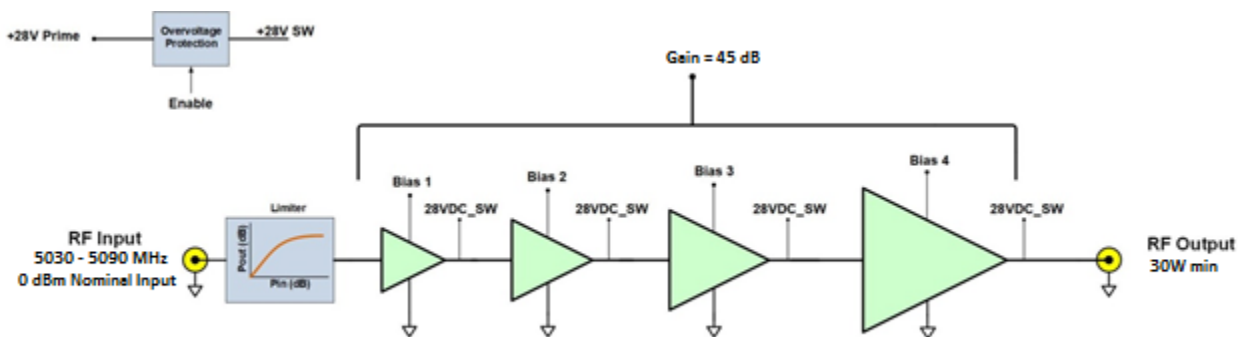 +28V Prime
Overvoltage
Protection
+28V SW
Enable
Gain = 45 dB
Bias 1
Bias 2
Bias 3
Bias 4
28VDC_SW
28VDC_SW
28VDC_SW
28VDC_SW
Limiter
Pout (dB)
Pin (dB)
RF Input
5030 - 5090 MHz
0 dBm Nominal Input
RF Output
30W min